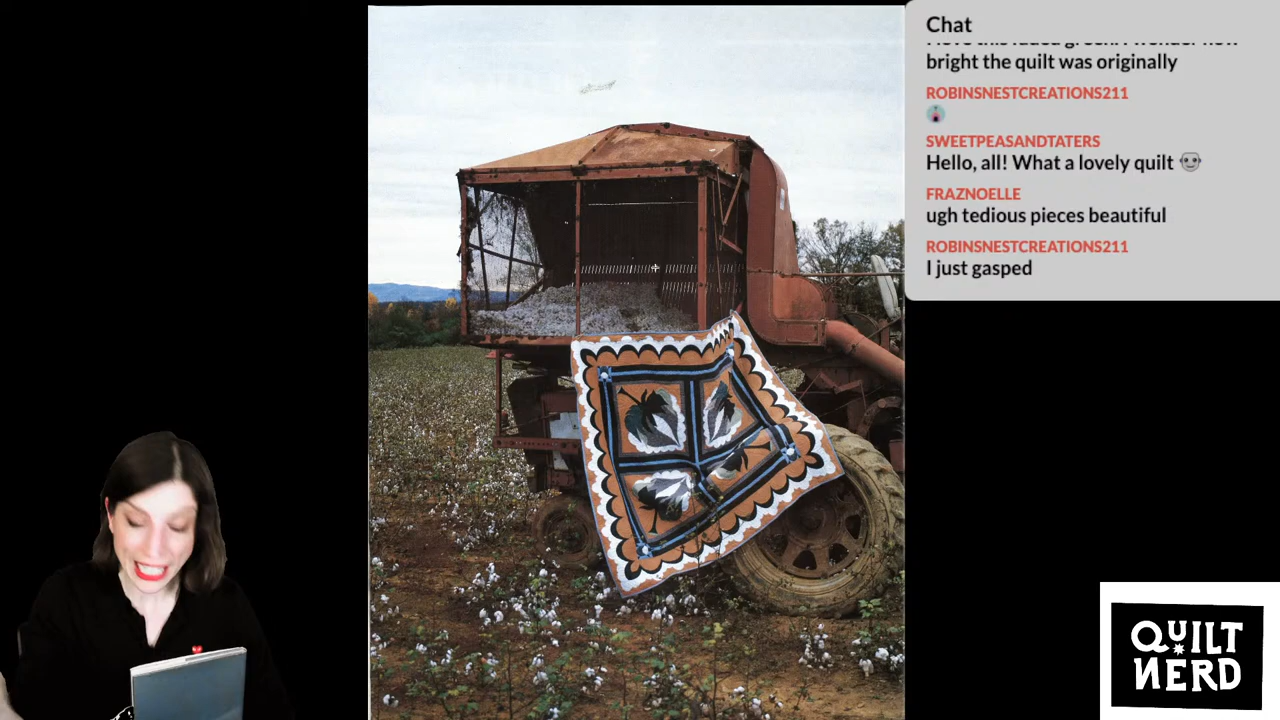 Chat
bright the quilt was originally
ROBINSNESTCREATIONS211
SWEETPEASANDTATERS
Hello, all! What a lovely quilt
FRAZNOELLE
ugh tedious pieces beautiful
ROBINSNESTCREATIONS211
I just gasped
QUILT
NERD